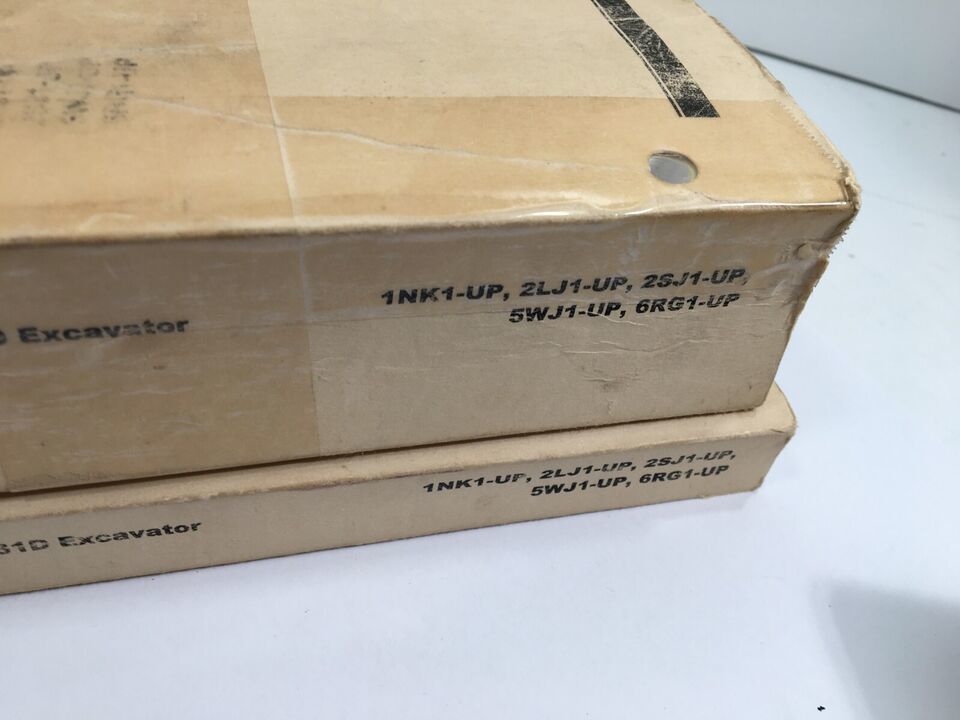 Excavator
1NK1-UP, 2LJ1-UP, 2SJ1-UP,
5WJ1-UP, 6RG1-UP
31D Excavator
1NK1-UP, 2LJ1-UP, 2SJ1-UP,
5WJ1-UP, 6RG1-UP